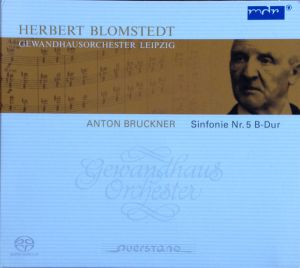 mdr
HERBERT BLOMSTEDT
GEWANDHAUSORCHESTER LEIPZIG
ANTON BRUCKNER Sinfonie Nr. 5 B-Dur
Gewandhaus
Orchester
querstand